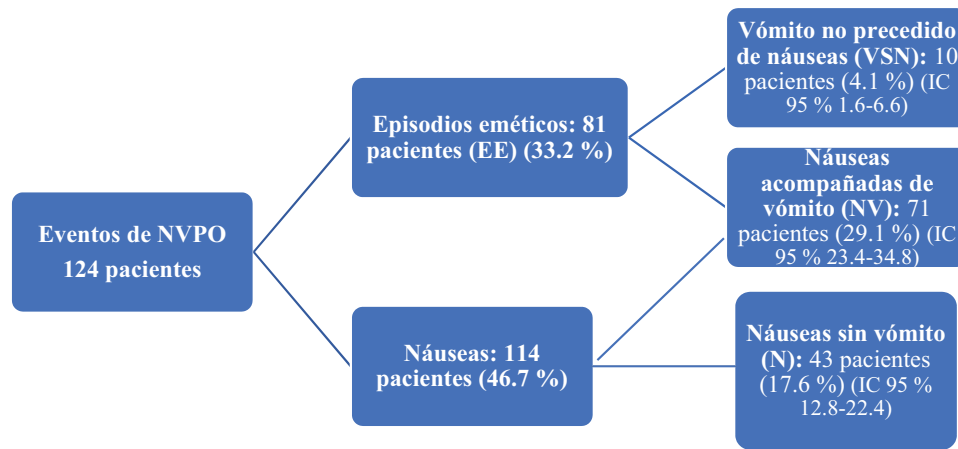 Eventos de NVPO
124 pacientes
Episodios eméticos: 81
pacientes (EE) (33.2 %)
Náuseas: 114
pacientes (46.7 %)
Vómito no precedido
de náuseas (VSN): 10
pacientes (4.1 %) (IC
95 % 1.6-6.6)
Náuseas
acompañadas de
vómito (NV): 71
pacientes (29.1 %) (IC
95 % 23.4-34.8)
Náuseas sin vómito
(N): 43 pacientes
(17.6 %) (IC 95 %
12.8-22.4)